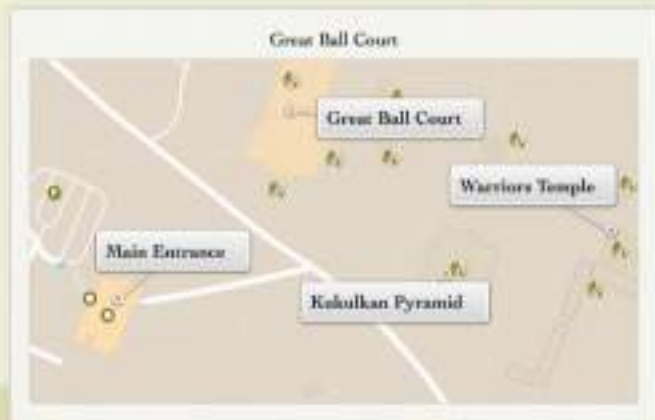 Great Ball Court
Great Ball Court
Warriors Temple
Main Entrance
Kukulkan Pyramid